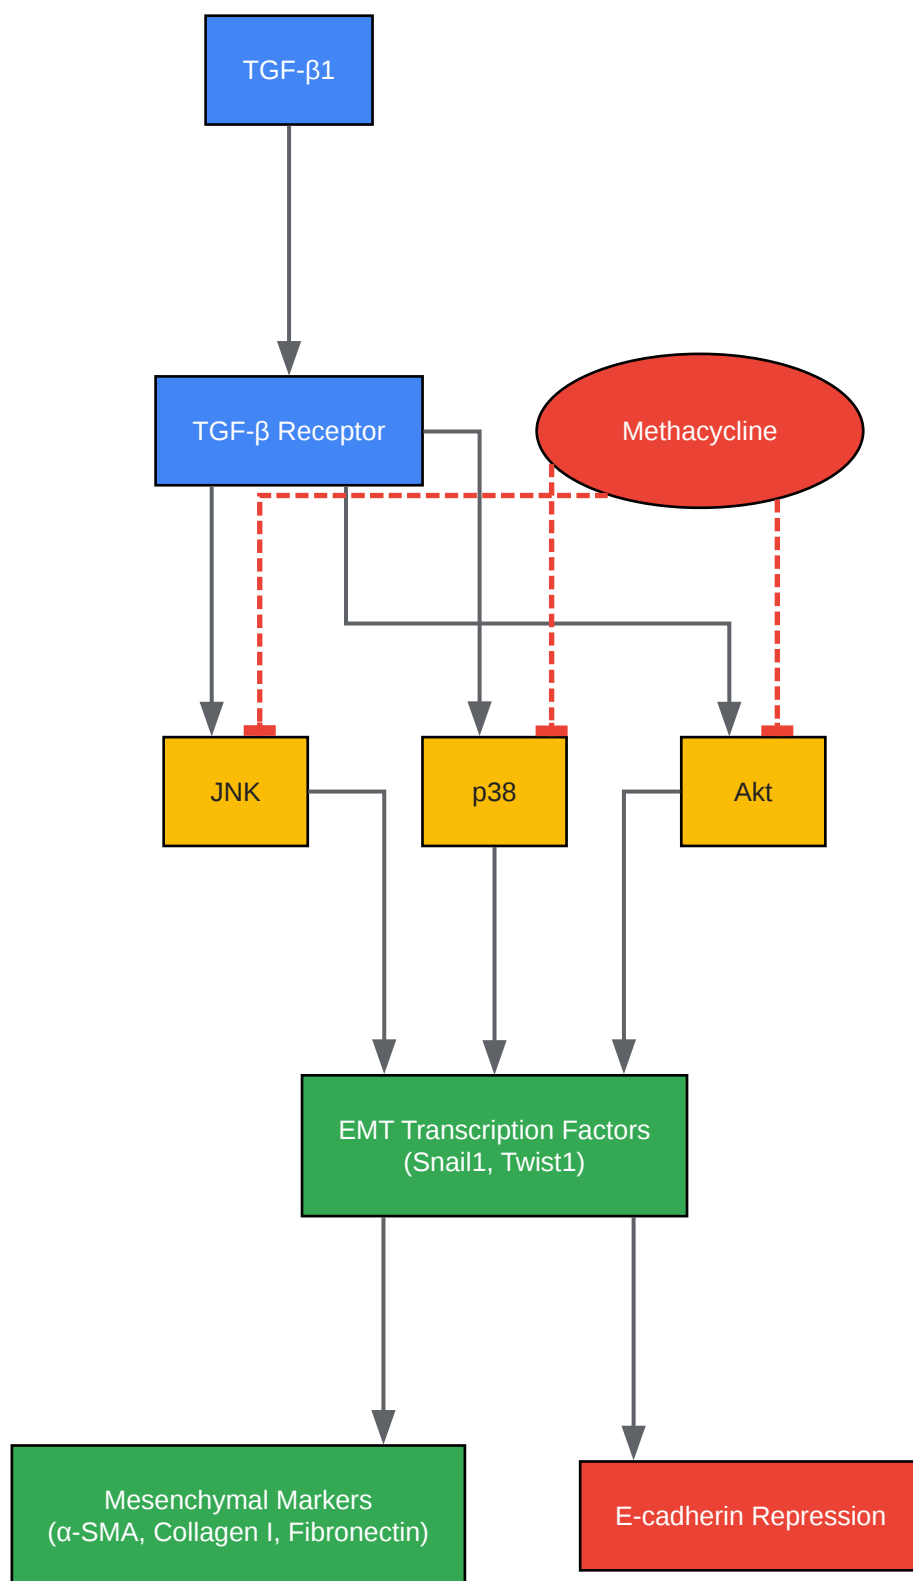 TGF-β1
TGF-β Receptor
Methacycline
JNK
p38
Akt
EMT Transcription Factors
(Snail1, Twist1)
Mesenchymal Markers
(α-SMA, Collagen I, Fibronectin)
E-cadherin Repression